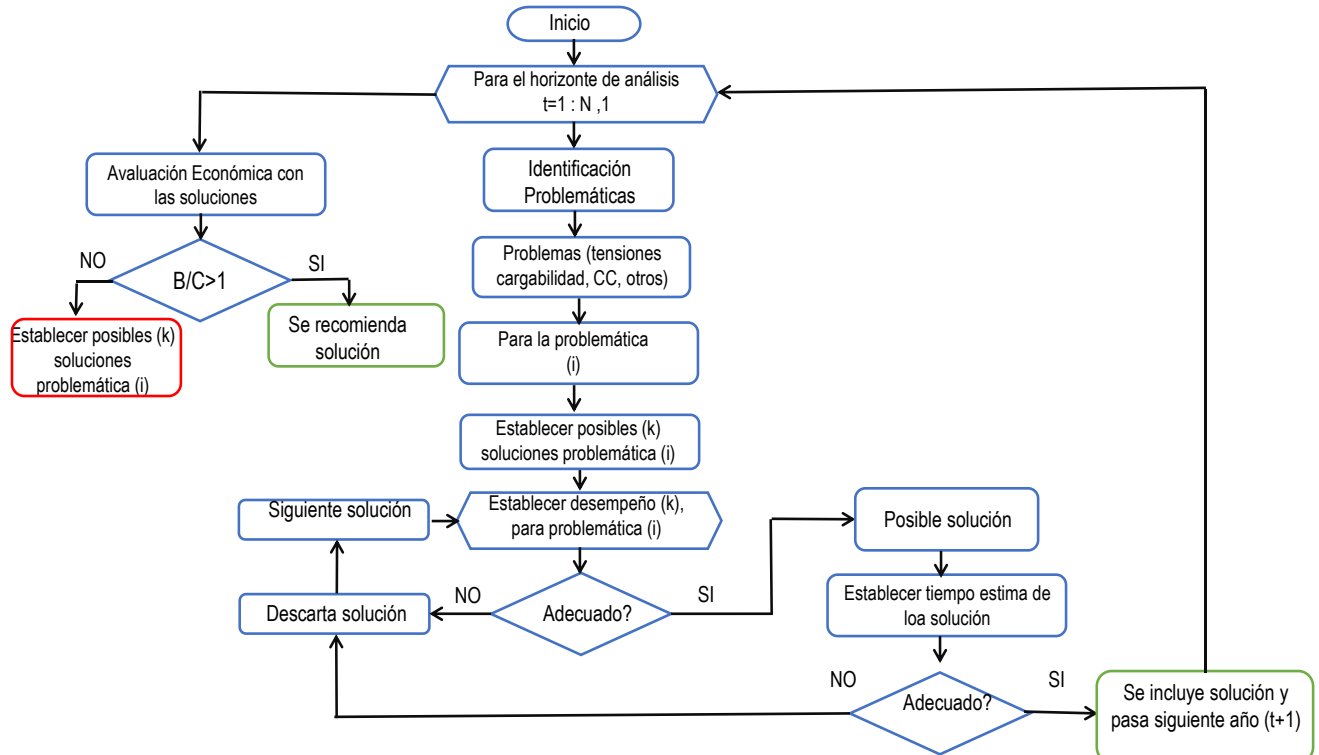 Inicio
Para el horizonte de análisis
t=1 : N ,1
Avaluación Económica con
las soluciones
B/C>1
NO
SI
Establecer posibles (k)
soluciones
problemática (i)
Se recomienda
solución
Identificación
Problemáticas
Problemas (tensiones
cargabilidad, CC, otros)
Para la problemática
(i)
Establecer posibles (k)
soluciones problemática (i)
Establecer desempeño (k),
para problemática (i)
Siguiente solución
Descarta solución
NO
Adecuado?
SI
Posible solución
Establecer tiempo estima de
loa solución
NO
Adecuado?
SI
Se incluye solución y
pasa siguiente año (t+1)